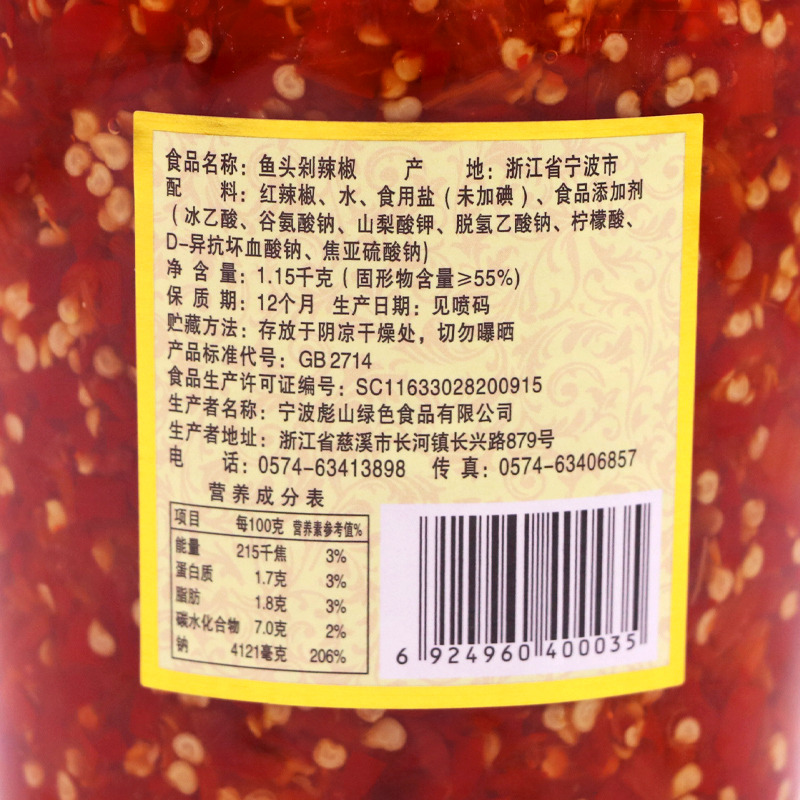 食品名称：鱼头剁辣椒 产 地：浙江省宁波市
配 料：红辣椒、水、食用盐（未加碘）、食品添加剂
（冰乙酸、谷氨酸钠、山梨酸钾、脱氢乙酸钠、柠檬酸、
D-异抗坏血酸钠、焦亚硫酸钠)
净 含 量：1.15千克（固形物含量≥55%)
保 质 期：12个月 生产日期：见喷码
贮藏方法：存放于阴凉干燥处，切勿曝晒
产品标准代号：GB 2714
食品生产许可证编号：SC11633028200915
生产者名称：宁波彪山绿色食品有限公司
生产者地址：浙江省慈溪市长河镇长兴路879号
电 话：0574-63413898 传 真：0574-63406857
营养成分表
项目 每100克 营养素参考值%
能量 215千焦 3%
蛋白质 1.7克 3%
脂肪 1.8克 3%
碳水化合物 7.0克 2%
钠 4121毫克 206%
6 924960 400035